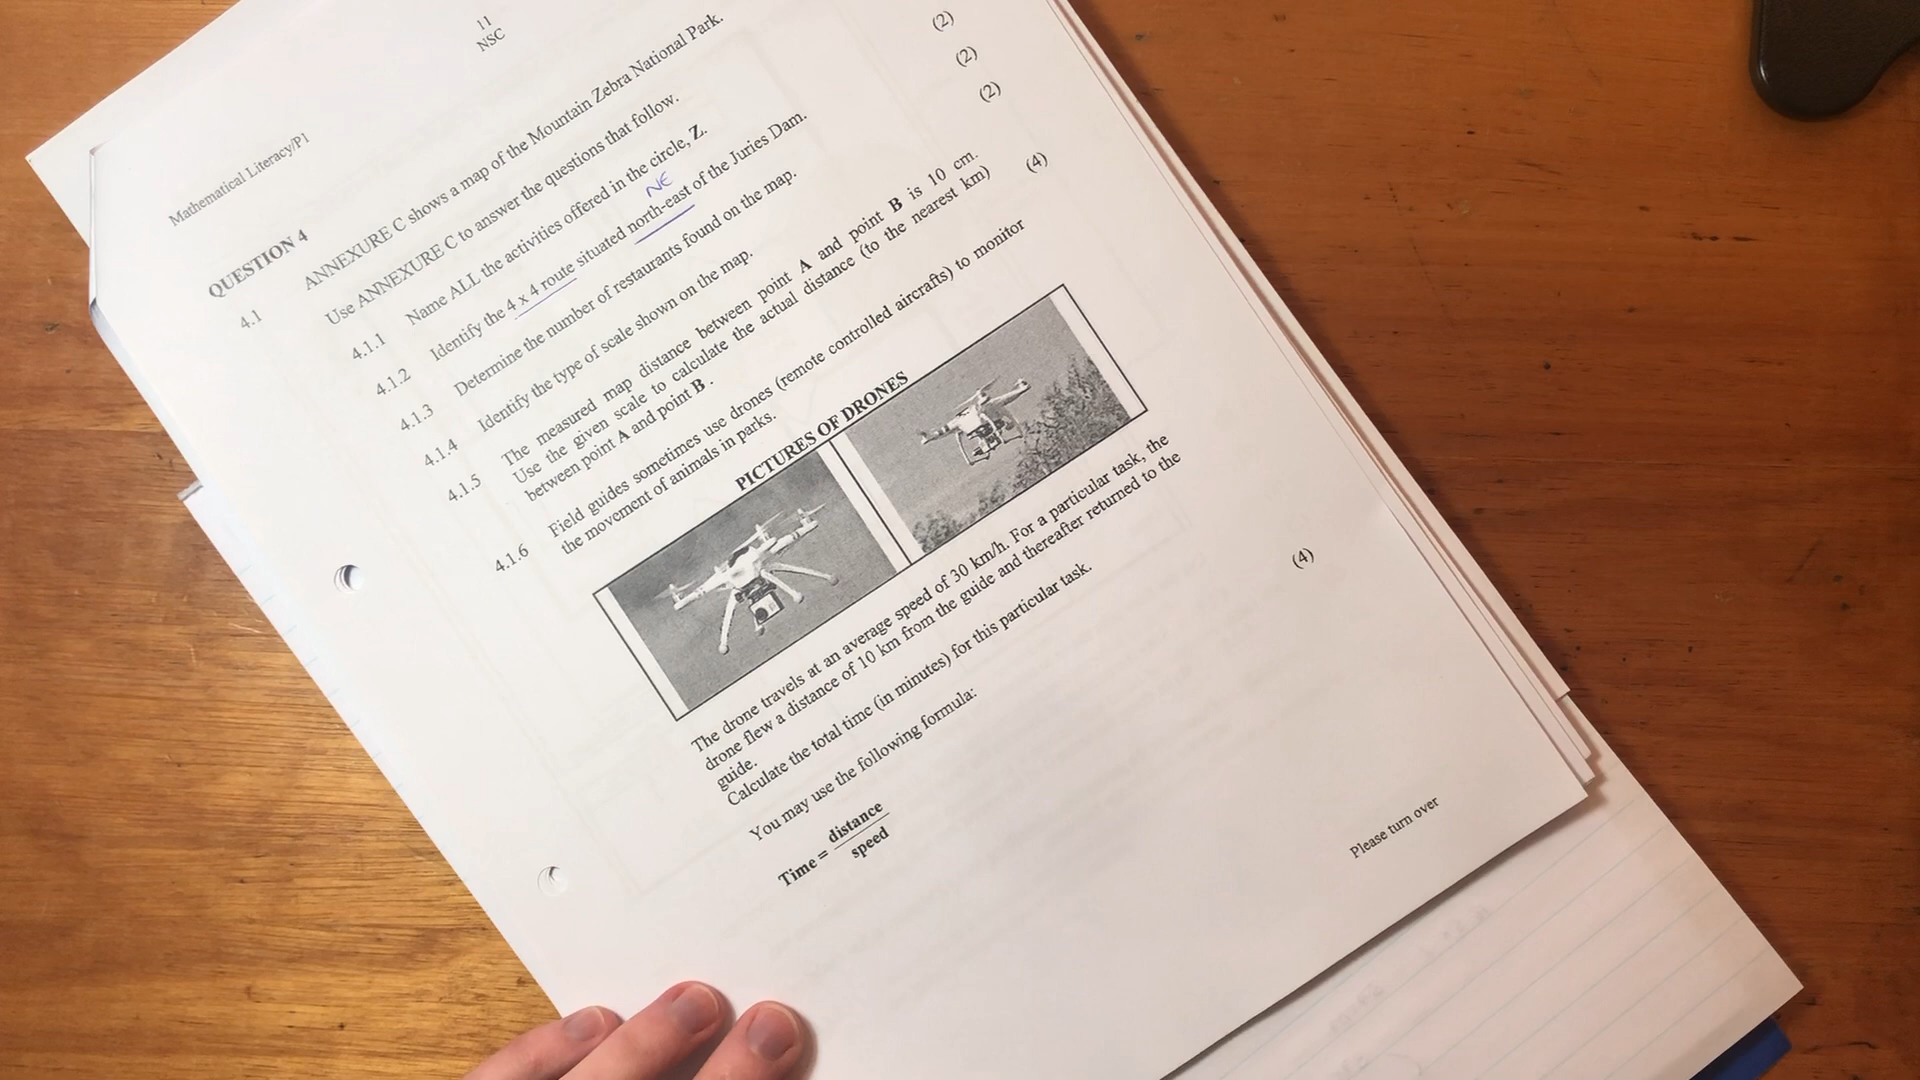 11
NSC
Mathematical Literacy/P1
QUESTION 4
4.1 ANNEXURE C shows a map of the Mountain Zebra National Park.
Use ANNEXURE C to answer the questions that follow.
4.1.1 Name ALL the activities offered in the circle, Z. (2)
NE
4.1.2 Identify the 4 x 4 route situated north-east of the Juries Dam. (2)
4.1.3 Determine the number of restaurants found on the map. (2)
4.1.4 Identify the type of scale shown on the map.
4.1.5 The measured map distance between point A and point B is 10 cm.
Use the given scale to calculate the actual distance (to the nearest km)
between point A and point B. (4)
4.1.6 Field guides sometimes use drones (remote controlled aircrafts) to monitor
the movement of animals in parks.
PICTURES OF DRONES
The drone travels at an average speed of 30 km/h. For a particular task, the
drone flew a distance of 10 km from the guide and thereafter returned to the
guide.
Calculate the total time (in minutes) for this particular task. (4)
You may use the following formula:
Time = distance
speed
Please turn over